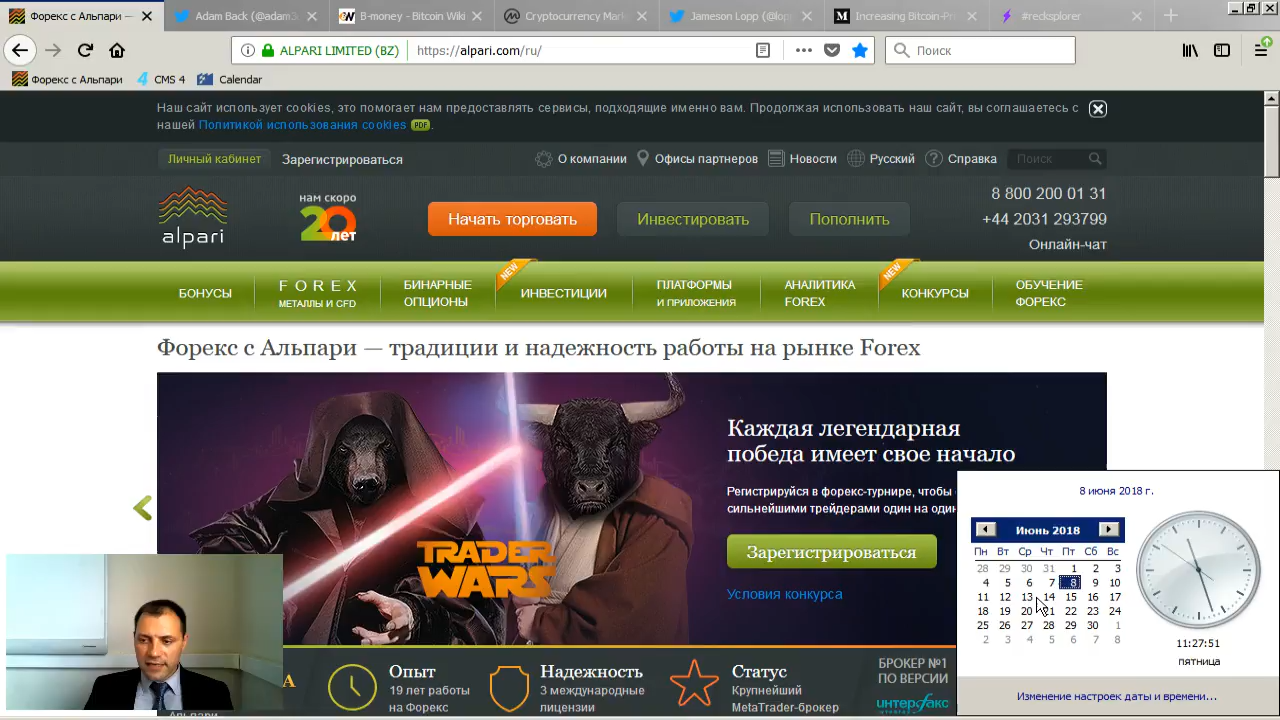 Форекс с Альпари —
Adam Back (@adam3
B-money - Bitcoin Wiki
Cryptocurrency Mark
Jameson Lopp (@lopp
Increasing Bitcoin-Pri
#recksplorer
ALPARI LIMITED (BZ)
https://alpari.com/ru/
Поиск
Форекс с Альпари
CMS 4
Calendar
Наш сайт использует cookies, это помогает нам предоставлять сервисы, подходящие именно вам. Продолжая использовать наш сайт, вы соглашаетесь с
нашей Политикой использования cookies PDF .
Личный кабинет
Зарегистрироваться
О компании
Офисы партнеров
Новости
Русский
Справка
Поиск
alpari
нам скоро
20
лет
Начать торговать
Инвестировать
Пополнить
8 800 200 01 31
+44 2031 293799
Онлайн-чат
БОНУСЫ
FOREX
МЕТАЛЛЫ И CFD
БИНАРНЫЕ
ОПЦИОНЫ
NEW
ИНВЕСТИЦИИ
ПЛАТФОРМЫ
И ПРИЛОЖЕНИЯ
АНАЛИТИКА
FOREX
NEW
КОНКУРСЫ
ОБУЧЕНИЕ
ФОРЕКС
Форекс с Альпари — традиции и надежность работы на рынке Forex
Каждая легендарная
победа имеет свое начало
Регистрируйся в форекс-турнире, чтобы
сильнейшими трейдерами один на один
Зарегистрироваться
Условия конкурса
TRADER
WARS
8 июня 2018 г.
Июнь 2018
Пн Вт Ср Чт Пт Сб Вс
28 29 30 31 1 2 3
4 5 6 7 8 9 10
11 12 13 14 15 16 17
18 19 20 21 22 23 24
25 26 27 28 29 30 1
2 3 4 5 6 7 8
11:27:51
пятница
Изменение настроек даты и времени...
А
Альпари
Опыт
19 лет работы
на Форекс
Надежность
3 международные
лицензии
Статус
Крупнейший
MetaTrader-брокер
БРОКЕР №1
ПО ВЕРСИИ
интерфакс